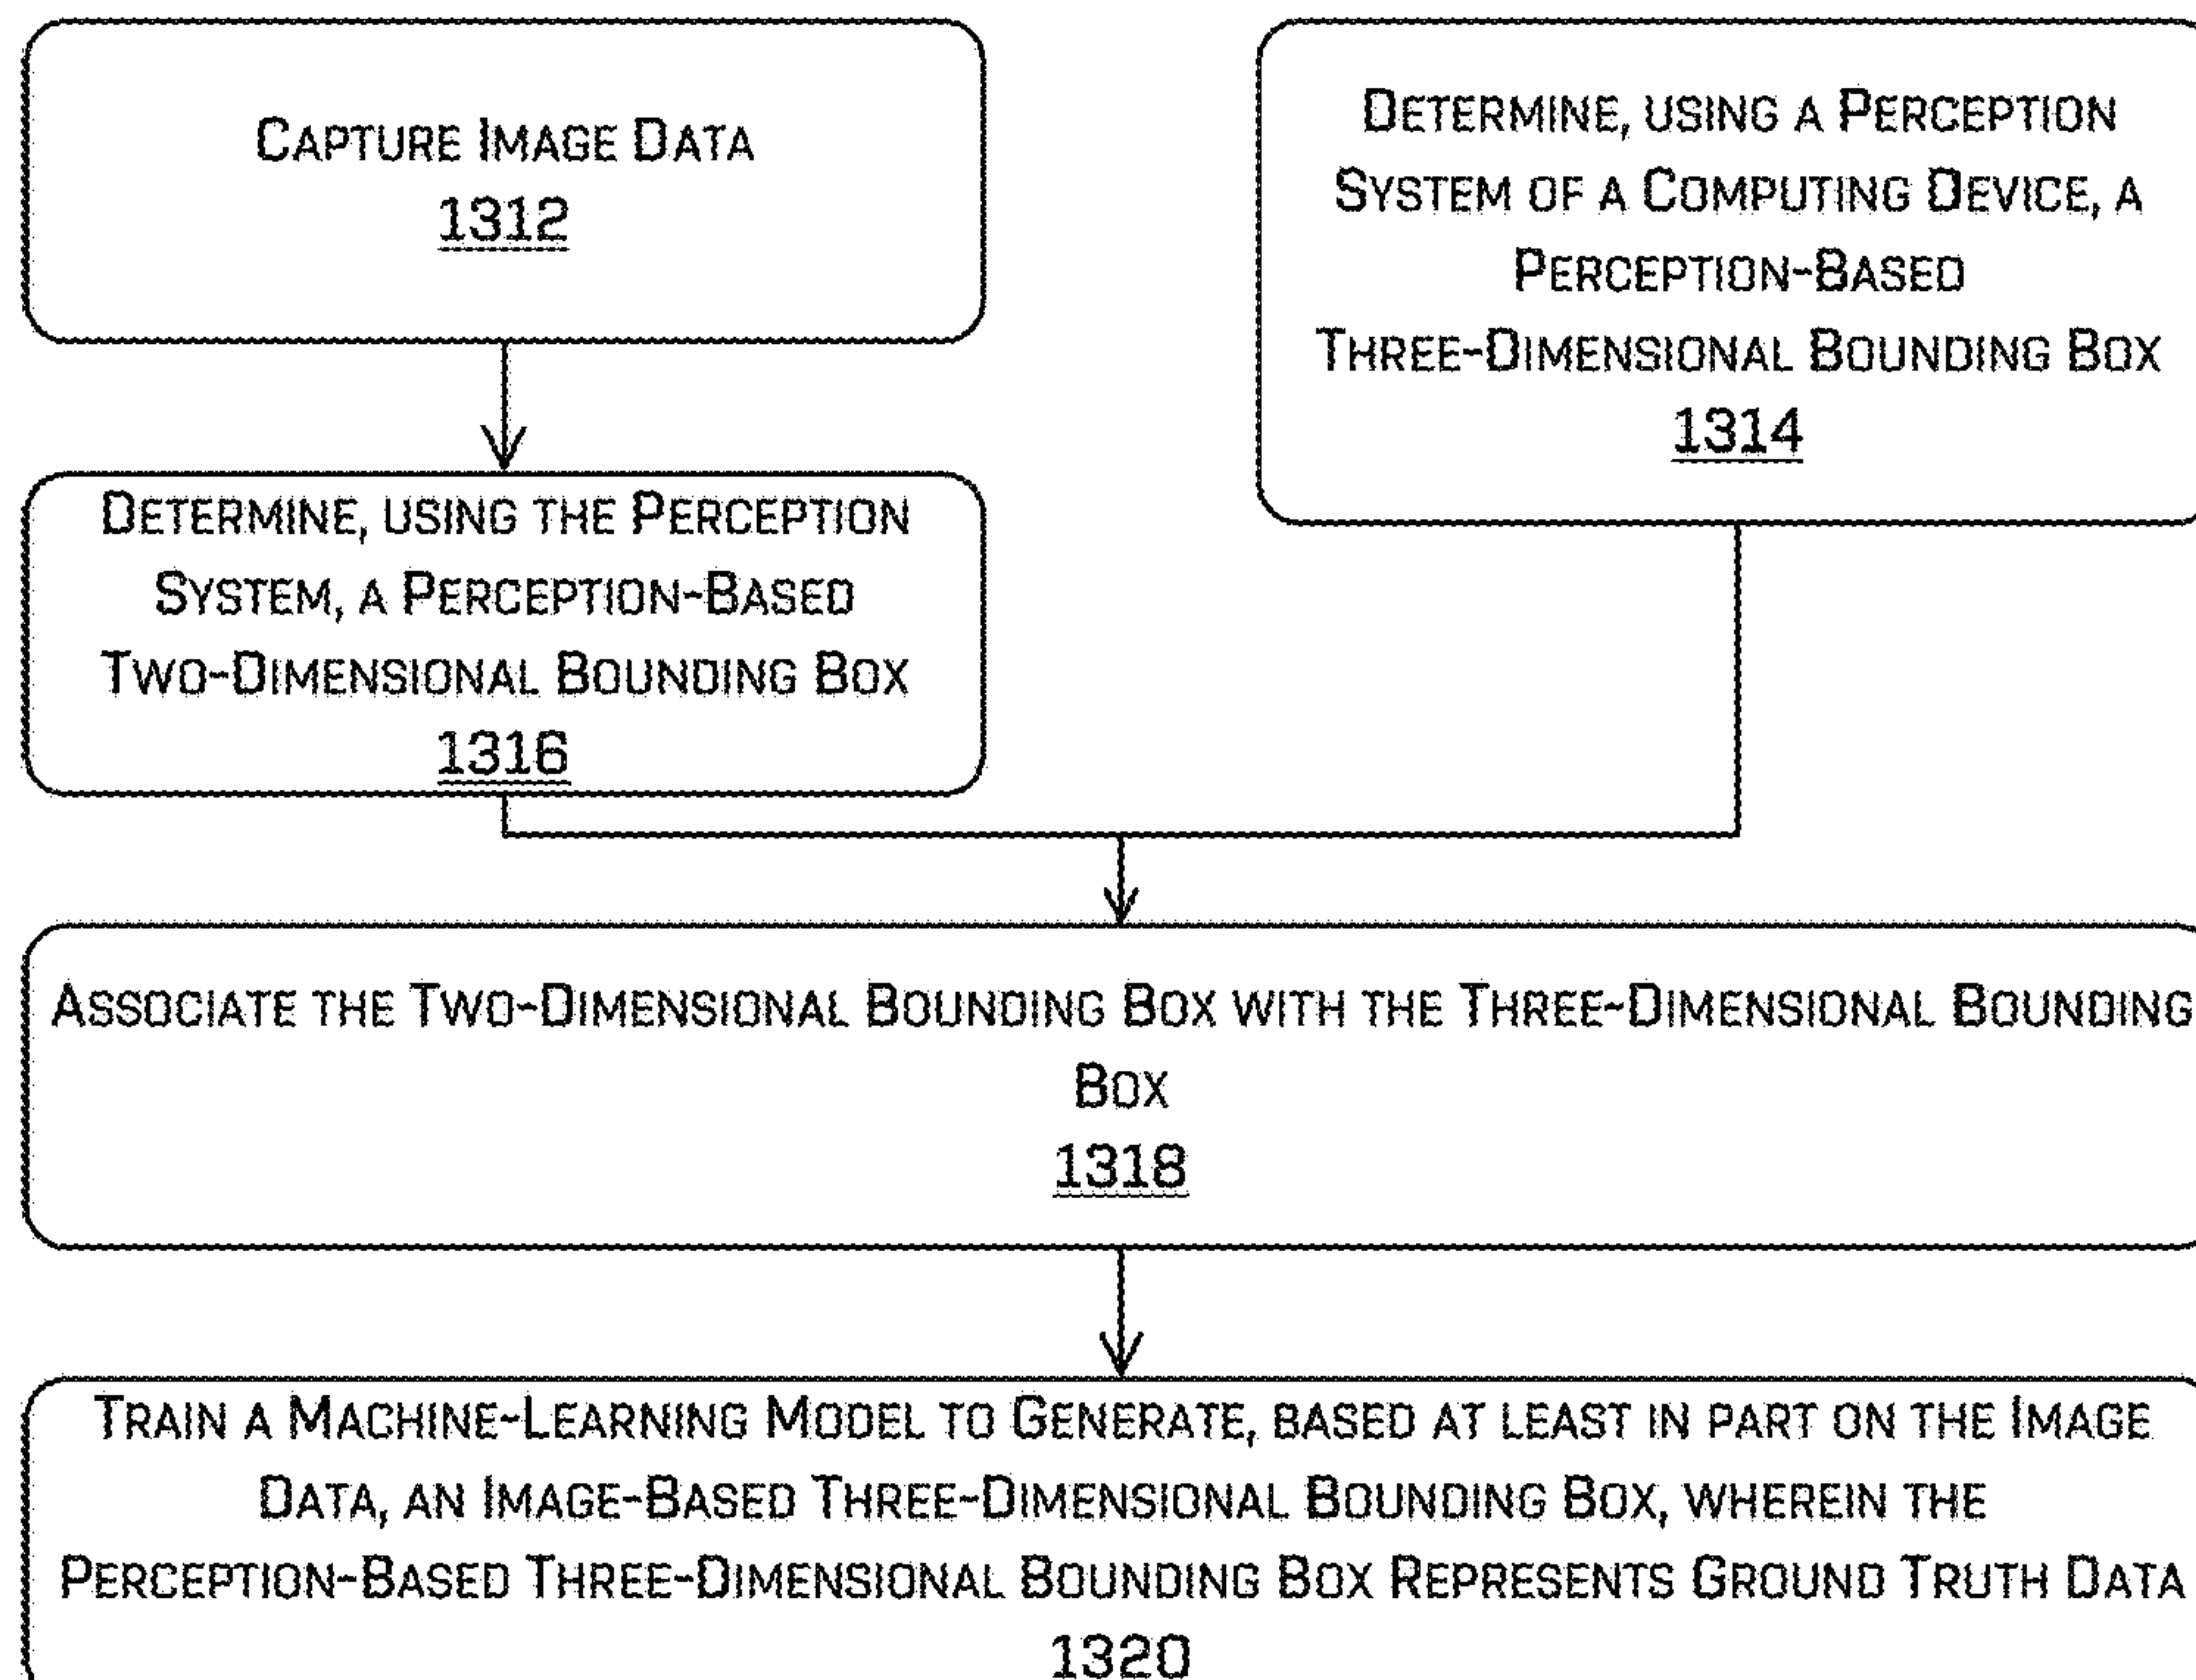 Capture Image Data
1312
Determine, using a Perception
System of a Computing Device, a
Perception-Based
Three-Dimensional Bounding Box
1314
Determine, using the Perception
System, a Perception-Based
Two-Dimensional Bounding Box
1316
Associate the Two-Dimensional Bounding Box with the Three-Dimensional Bounding
Box
1318
Train a Machine-Learning Model to Generate, based at least in part on the Image
Data, an Image-Based Three-Dimensional Bounding Box, wherein the
Perception-Based Three-Dimensional Bounding Box Represents Ground Truth Data
1320